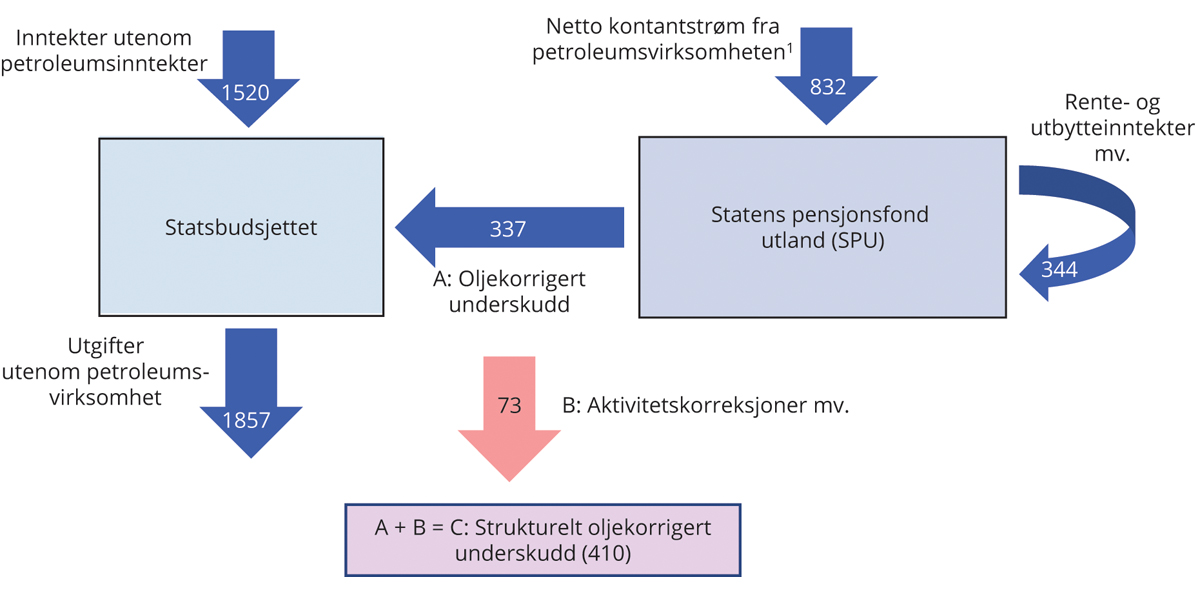 Inntekter utenom
petroleumsinntekter
1520
Netto kontantstrøm fra
petroleumsvirksomheten¹
832
Rente- og
utbytteinntekter
mv.
344
Statsbudsjettet
337
A: Oljekorrigert
underskudd
Statens pensjonsfond
utland (SPU)
Utgifter
utenom petroleums-
virksomhet
1857
73
B: Aktivitetskorreksjoner mv.
A + B = C: Strukturelt oljekorrigert
underskudd (410)